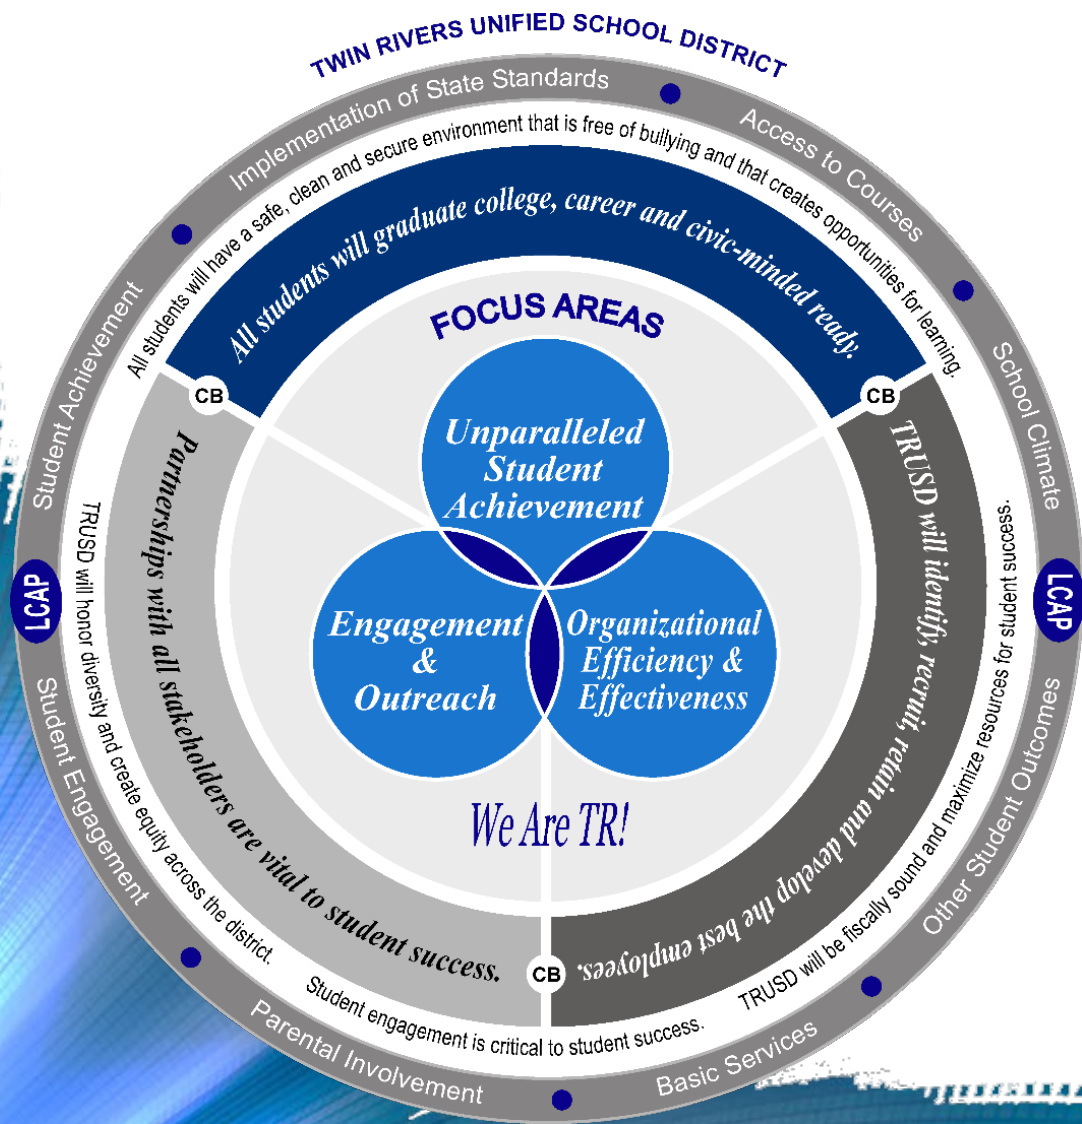 TWIN RIVERS UNIFIED SCHOOL DISTRICT
Implementation of State Standards
Access to Courses
School Climate
LCAP
Other Student Outcomes
Basic Services
Parental Involvement
Student Engagement
LCAP
Student Achievement
All students will have a safe, clean and secure environment that is free of bullying and that creates opportunities for learning.
TRUSD will be fiscally sound and maximize resources for student success.
Student engagement is critical to student success.
TRUSD will honor diversity and create equity across the district.
All students will graduate college, career and civic-minded ready.
CB
TRUSD will identify, recruit, retain and develop the best employees.
CB
Partnerships with all stakeholders are vital to student success.
CB
FOCUS AREAS
Unparalleled
Student
Achievement
Engagement
&
Outreach
Organizational
Efficiency &
Effectiveness
We Are TR!